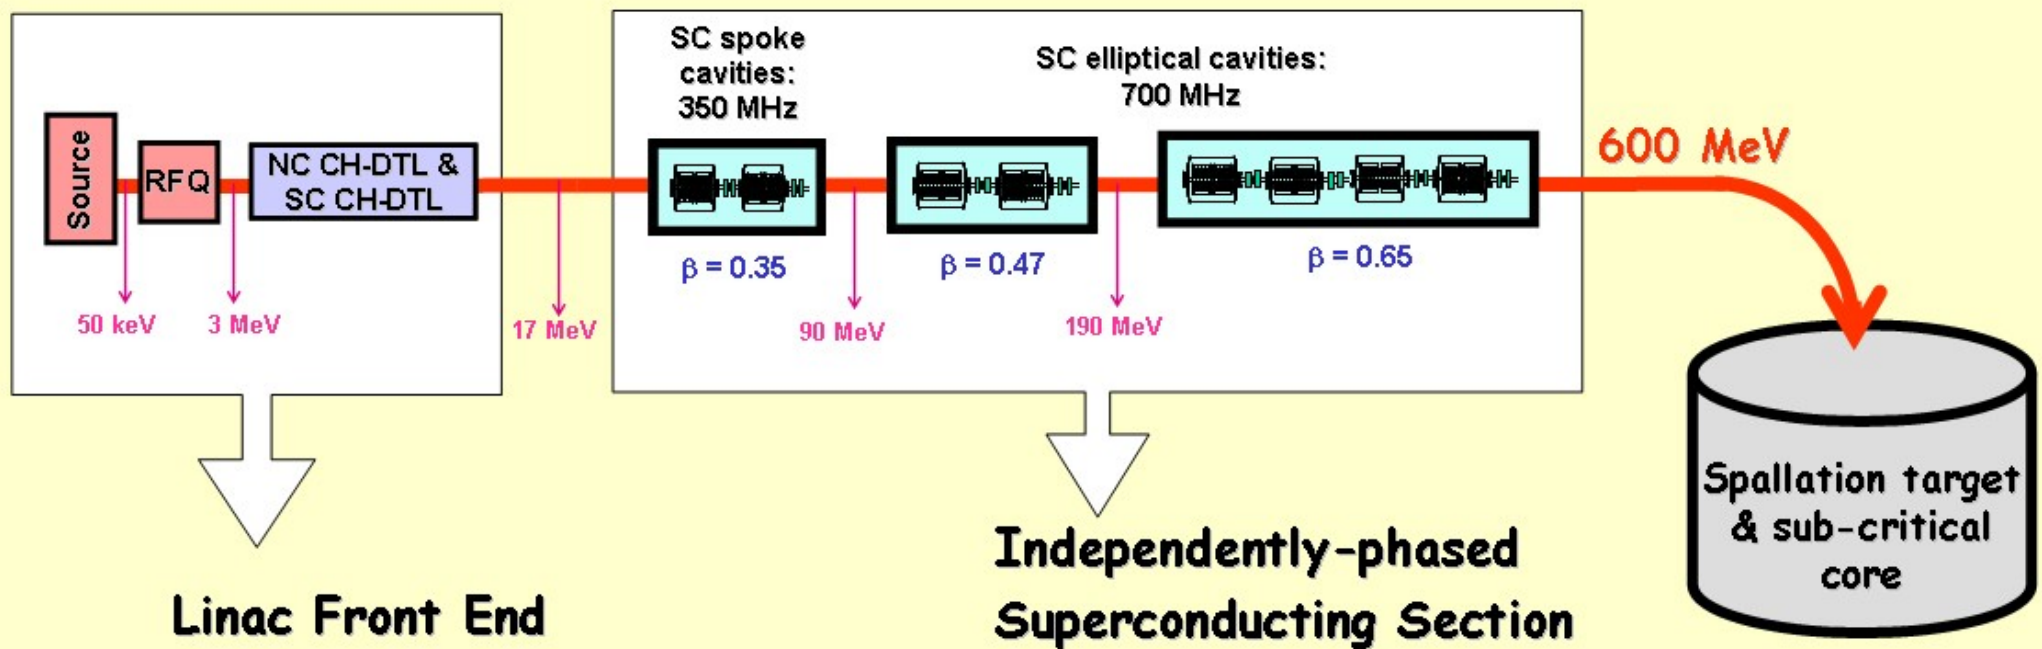 SC spoke
cavities:
350 MHz
SC elliptical cavities:
700 MHz
Source
RFQ
NC CH-DTL &
SC CH-DTL
600 MeV
β = 0.35
β = 0.47
β = 0.65
50 keV
3 MeV
17 MeV
90 MeV
190 MeV
Spallation target
& sub-critical
core
Linac Front End
Independently-phased
Superconducting Section